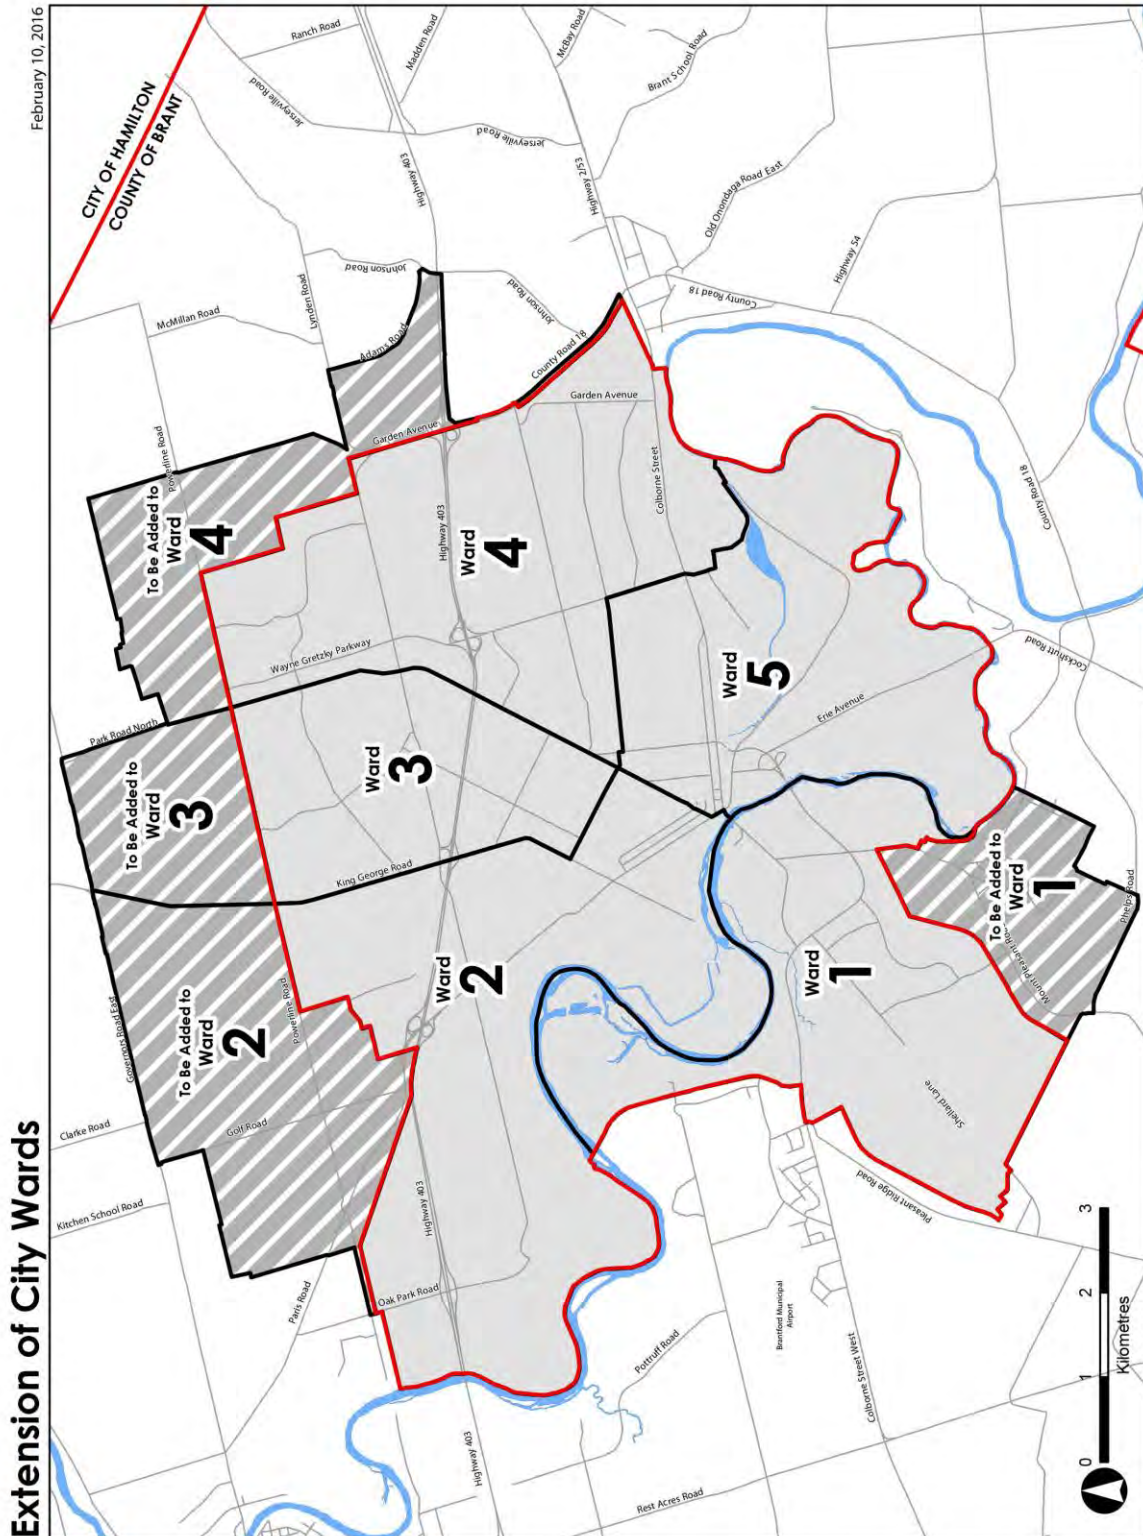 Extension of City Wards
February 10, 2016
CITY OF HAMILTON
COUNTY OF BRANT
Ranch Road
Madden Road
McBay Road
Brant School Road
Jerseyville Road
Jerseyville Road
Highway 403
Highway 2/53
Old Onondaga Road East
Highway 54
County Road 18
Johnson Road
Johnson Road
Lynden Road
McMillan Road
Adams Road
County Road 18
Garden Avenue
Garden Avenue
Powerline Road
Colborne Street
County Road 18
To Be Added to
Ward
4
Highway 403
Ward
4
Wayne Gretzky Parkway
Park Road North
Ward
5
Erie Avenue
Cockshutt Road
To Be Added to
Ward
3
Ward
3
King George Road
To Be Added to
Ward
1
Mount Pleasant Road
Phelps Road
Governors Road East
To Be Added to
Ward
2
Powerline Road
Ward
2
Ward
1
Clarke Road
Golf Road
Shellard Lane
Kitchen School Road
Highway 403
Pleasant Ridge Road
Paris Road
Oak Park Road
Brantford Municipal
Airport
Pottruff Road
Colborne Street West
Highway 403
Rest Acres Road
0 1 2 3
Kilometres